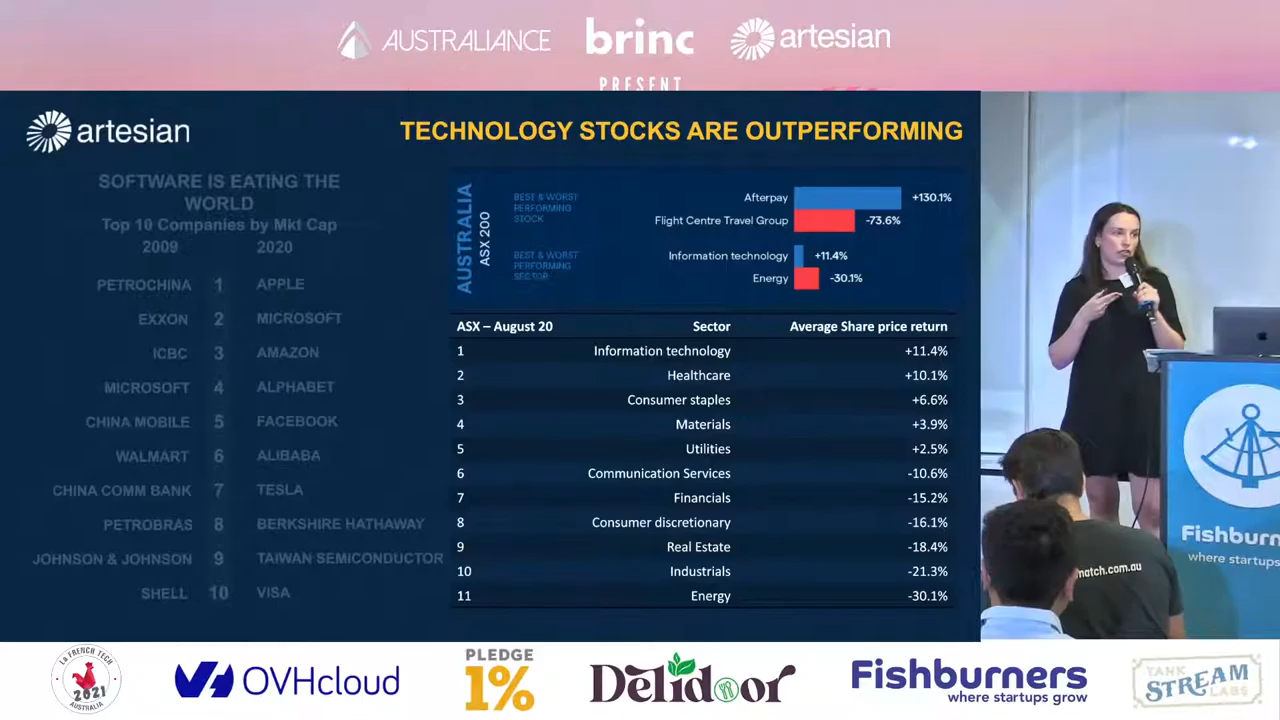 AUSTRALIANCE brinc artesian
PRESENT
artesian
TECHNOLOGY STOCKS ARE OUTPERFORMING
SOFTWARE IS EATING THE
WORLD
Top 10 Companies by Mkt Cap
2009 2020
PETROCHINA 1 APPLE
EXXON 2 MICROSOFT
ICBC 3 AMAZON
MICROSOFT 4 ALPHABET
CHINA MOBILE 5 FACEBOOK
WALMART 6 ALIBABA
CHINA COMM BANK 7 TESLA
PETROBRAS 8 BERKSHIRE HATHAWAY
JOHNSON & JOHNSON 9 TAIWAN SEMICONDUCTOR
SHELL 10 VISA
AUSTRALIA
ASX 200
BEST & WORST
PERFORMING
STOCK
Afterpay +130.1%
Flight Centre Travel Group -73.6%
BEST & WORST
PERFORMING
SECTOR
Information technology +11.4%
Energy -30.1%
ASX – August 20 Sector Average Share price return
1 Information technology +11.4%
2 Healthcare +10.1%
3 Consumer staples +6.6%
4 Materials +3.9%
5 Utilities +2.5%
6 Communication Services -10.6%
7 Financials -15.2%
8 Consumer discretionary -16.1%
9 Real Estate -18.4%
10 Industrials -21.3%
11 Energy -30.1%
match.com.au
Fishburn
where startups
La FRENCH TECH
2021
AUSTRALIA
OVHcloud
PLEDGE
1%
Delidoor
Fishburners
where startups grow
TANK
STREAM
LABS